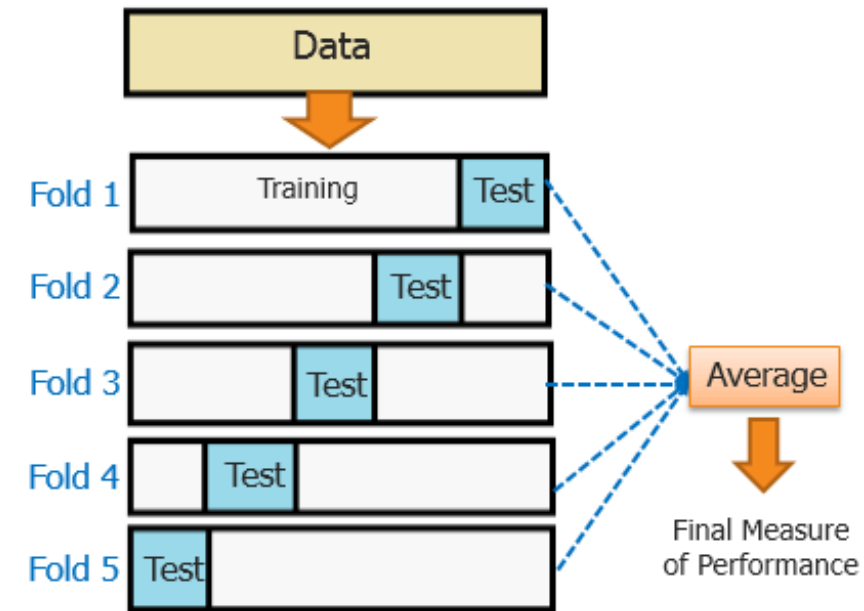 Data
Fold 1
Training
Test
Fold 2
Test
Fold 3
Test
Average
Fold 4
Test
Final Measure
of Performance
Fold 5
Test